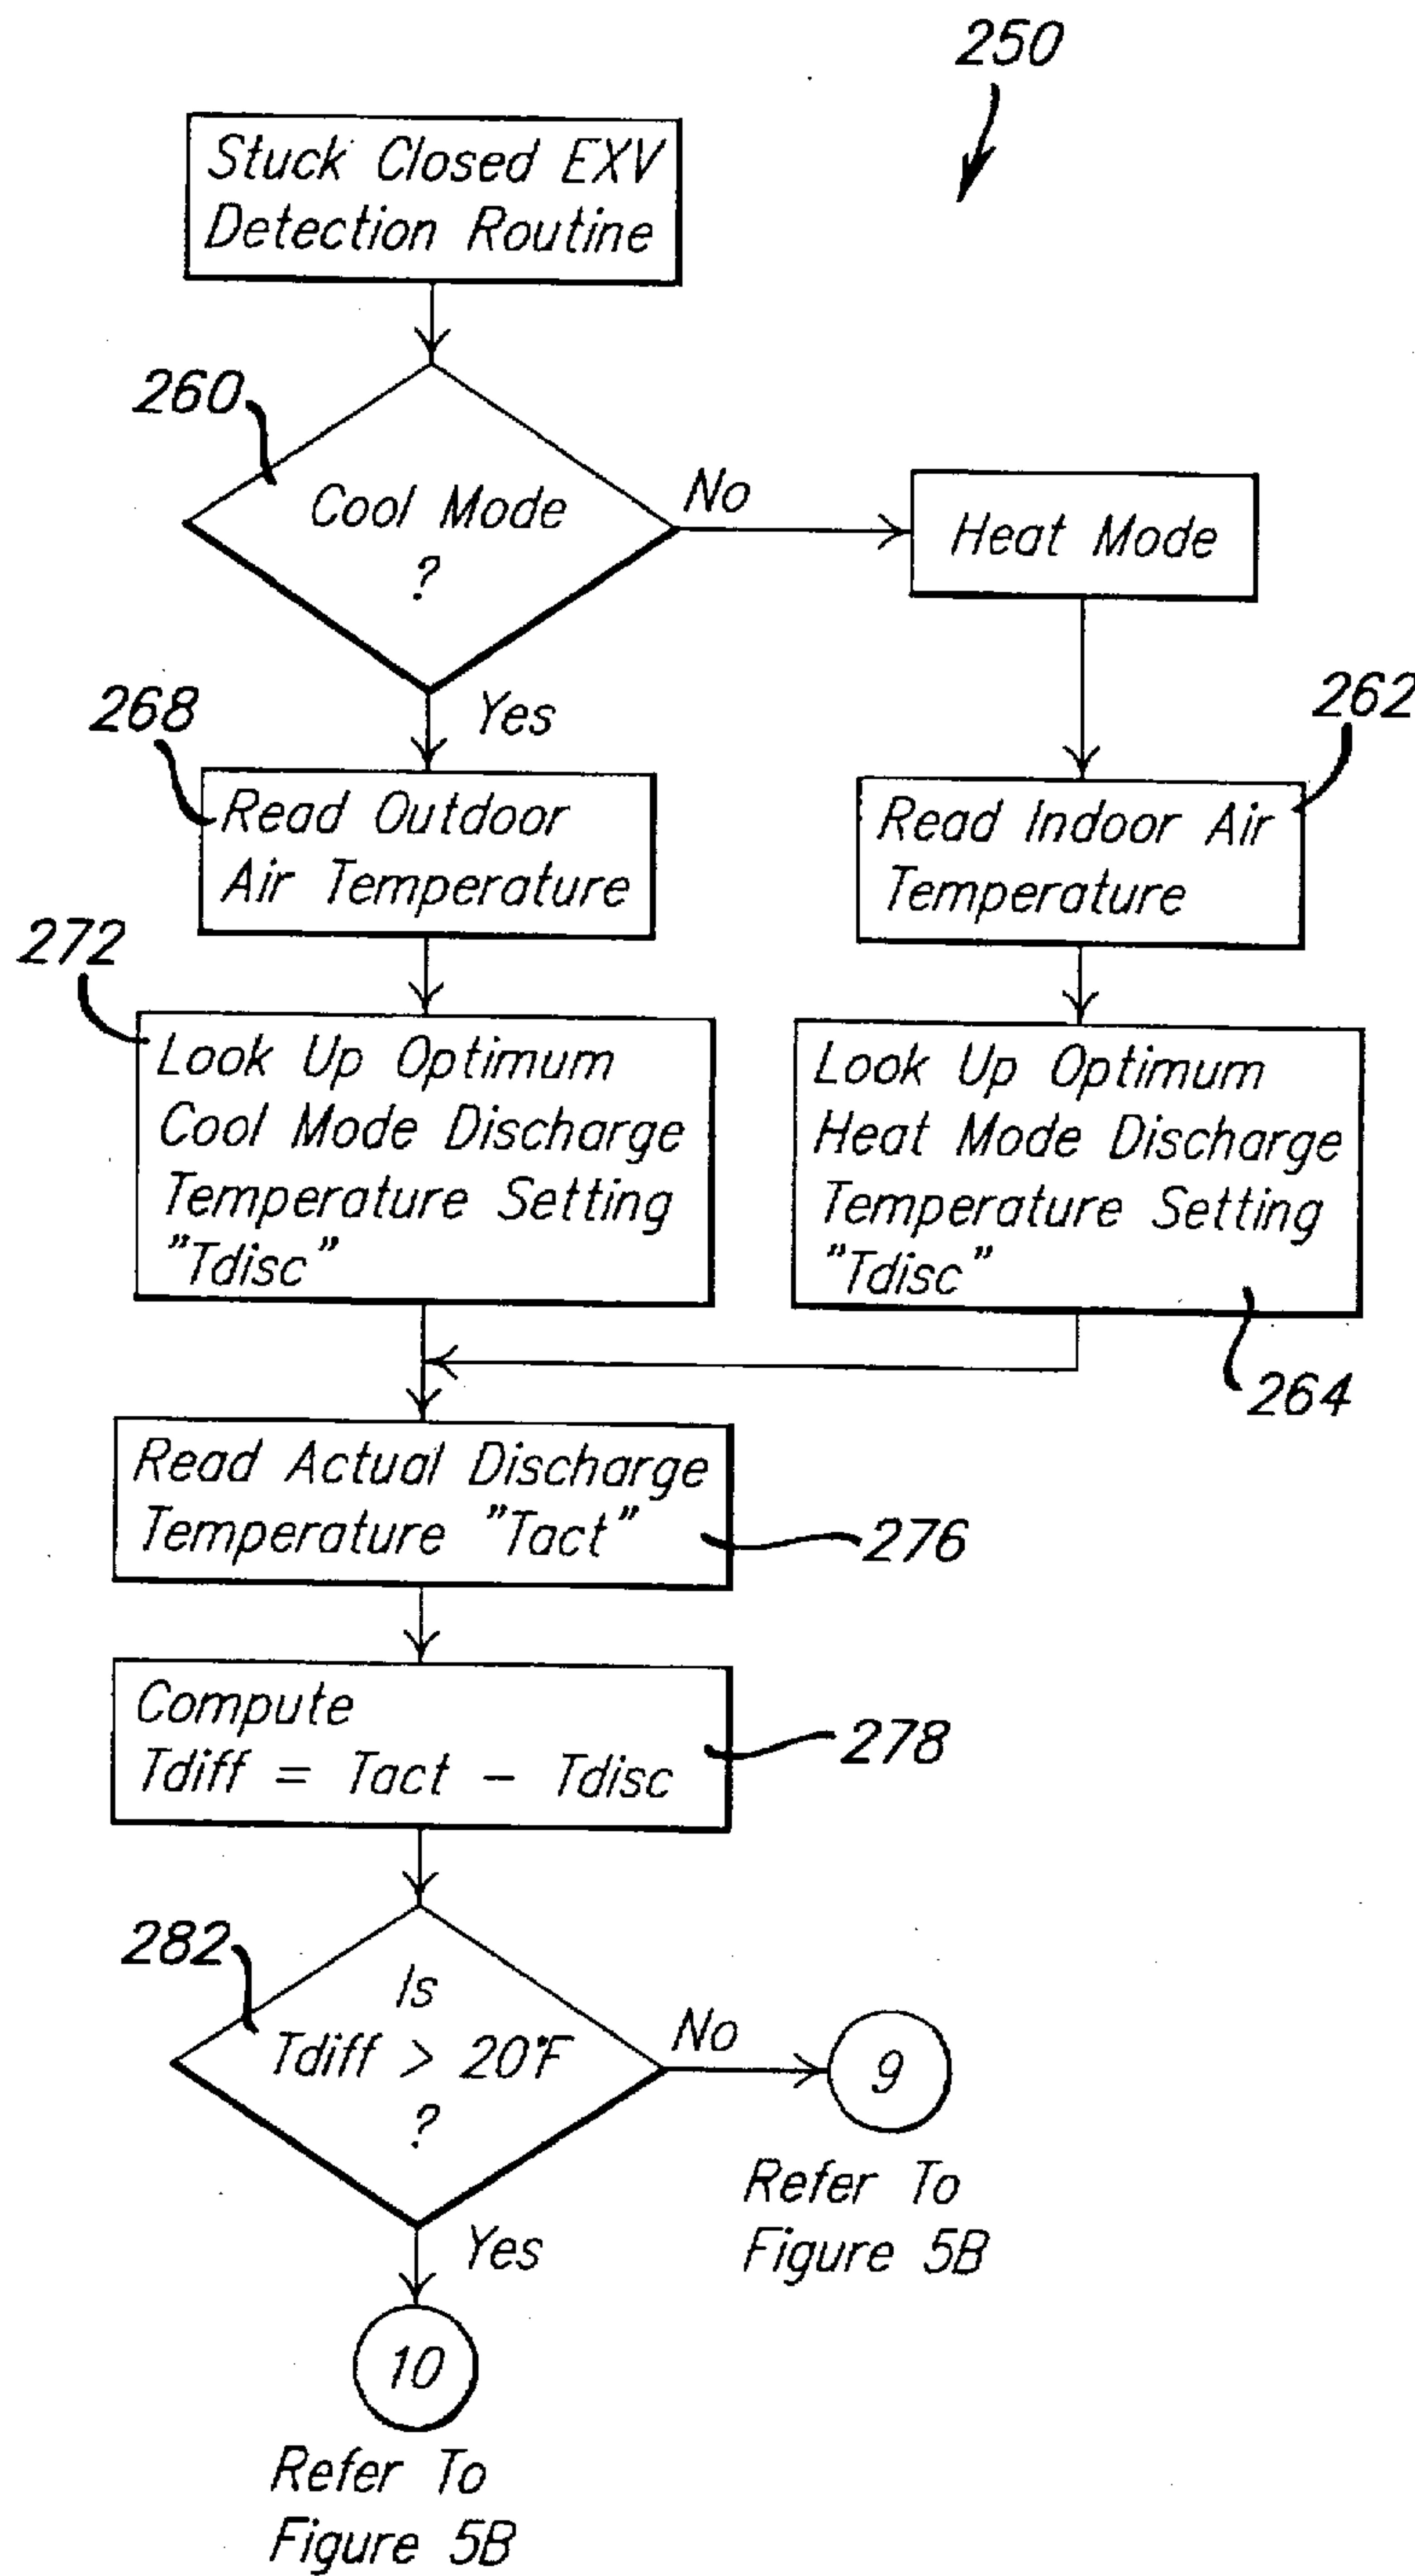 250
Stuck Closed EXV
Detection Routine
260
Cool Mode
?
No
Heat Mode
Yes
268
Read Outdoor
Air Temperature
262
Read Indoor Air
Temperature
272
Look Up Optimum
Cool Mode Discharge
Temperature Setting
"Tdisc"
Look Up Optimum
Heat Mode Discharge
Temperature Setting
"Tdisc"
264
Read Actual Discharge
Temperature "Tact"
276
Compute
Tdiff = Tact - Tdisc
278
282
Is
Tdiff > 20°F
?
No
9
Refer To
Figure 5B
Yes
10
Refer To
Figure 5B